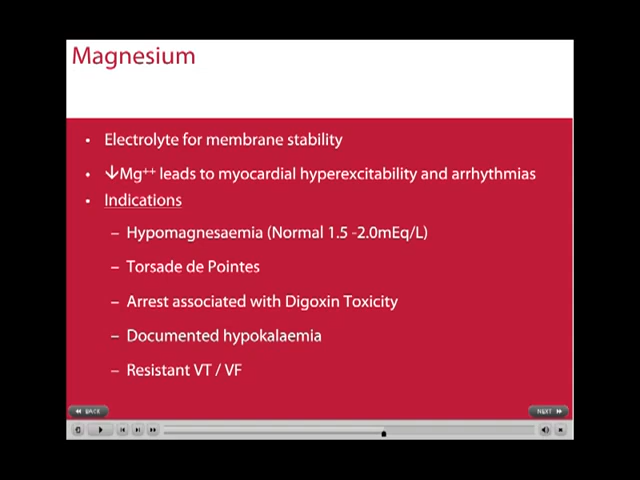 Magnesium
• Electrolyte for membrane stability
• ↓Mg⁺⁺ leads to myocardial hyperexcitability and arrhythmias
• Indications
– Hypomagnesaemia (Normal 1.5 -2.0mEq/L)
– Torsade de Pointes
– Arrest associated with Digoxin Toxicity
– Documented hypokalaemia
– Resistant VT / VF
BACK
NEXT